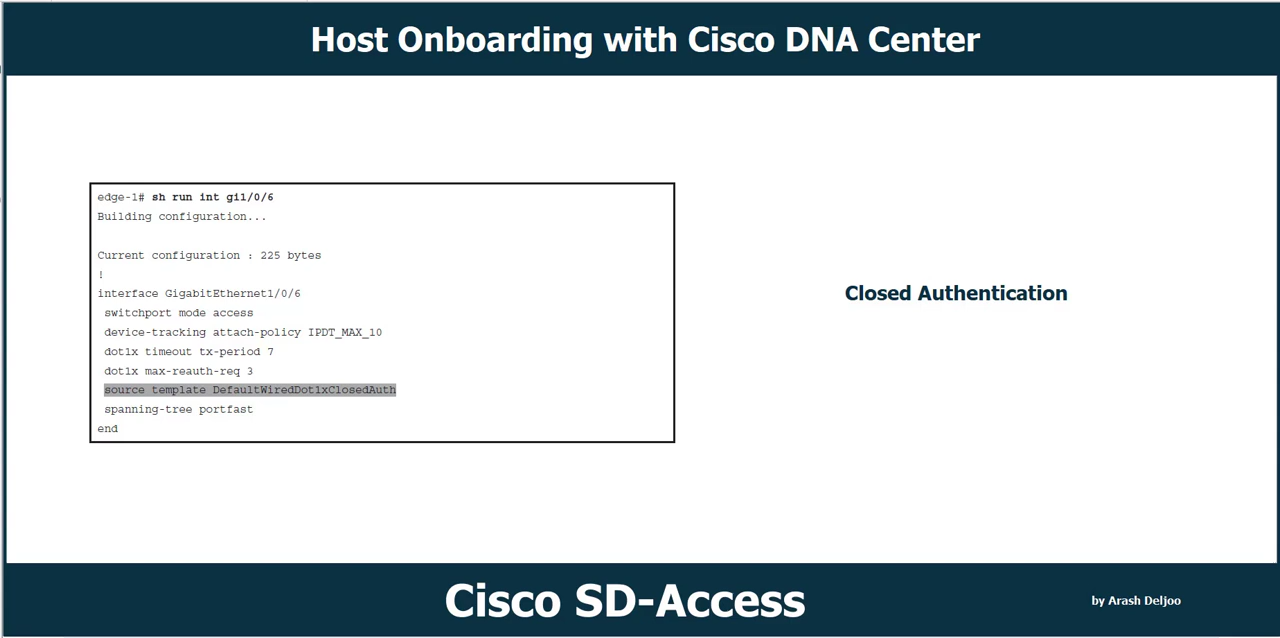 Host Onboarding with Cisco DNA Center
edge-1# sh run int gi1/0/6
Building configuration...
Current configuration : 225 bytes
!
interface GigabitEthernet1/0/6
switchport mode access
device-tracking attach-policy IPDT_MAX_10
dot1x timeout tx-period 7
dot1x max-reauth-req 3
source template DefaultWiredDot1xClosedAuth
spanning-tree portfast
end
Closed Authentication
Cisco SD-Access
by Arash Deljoo